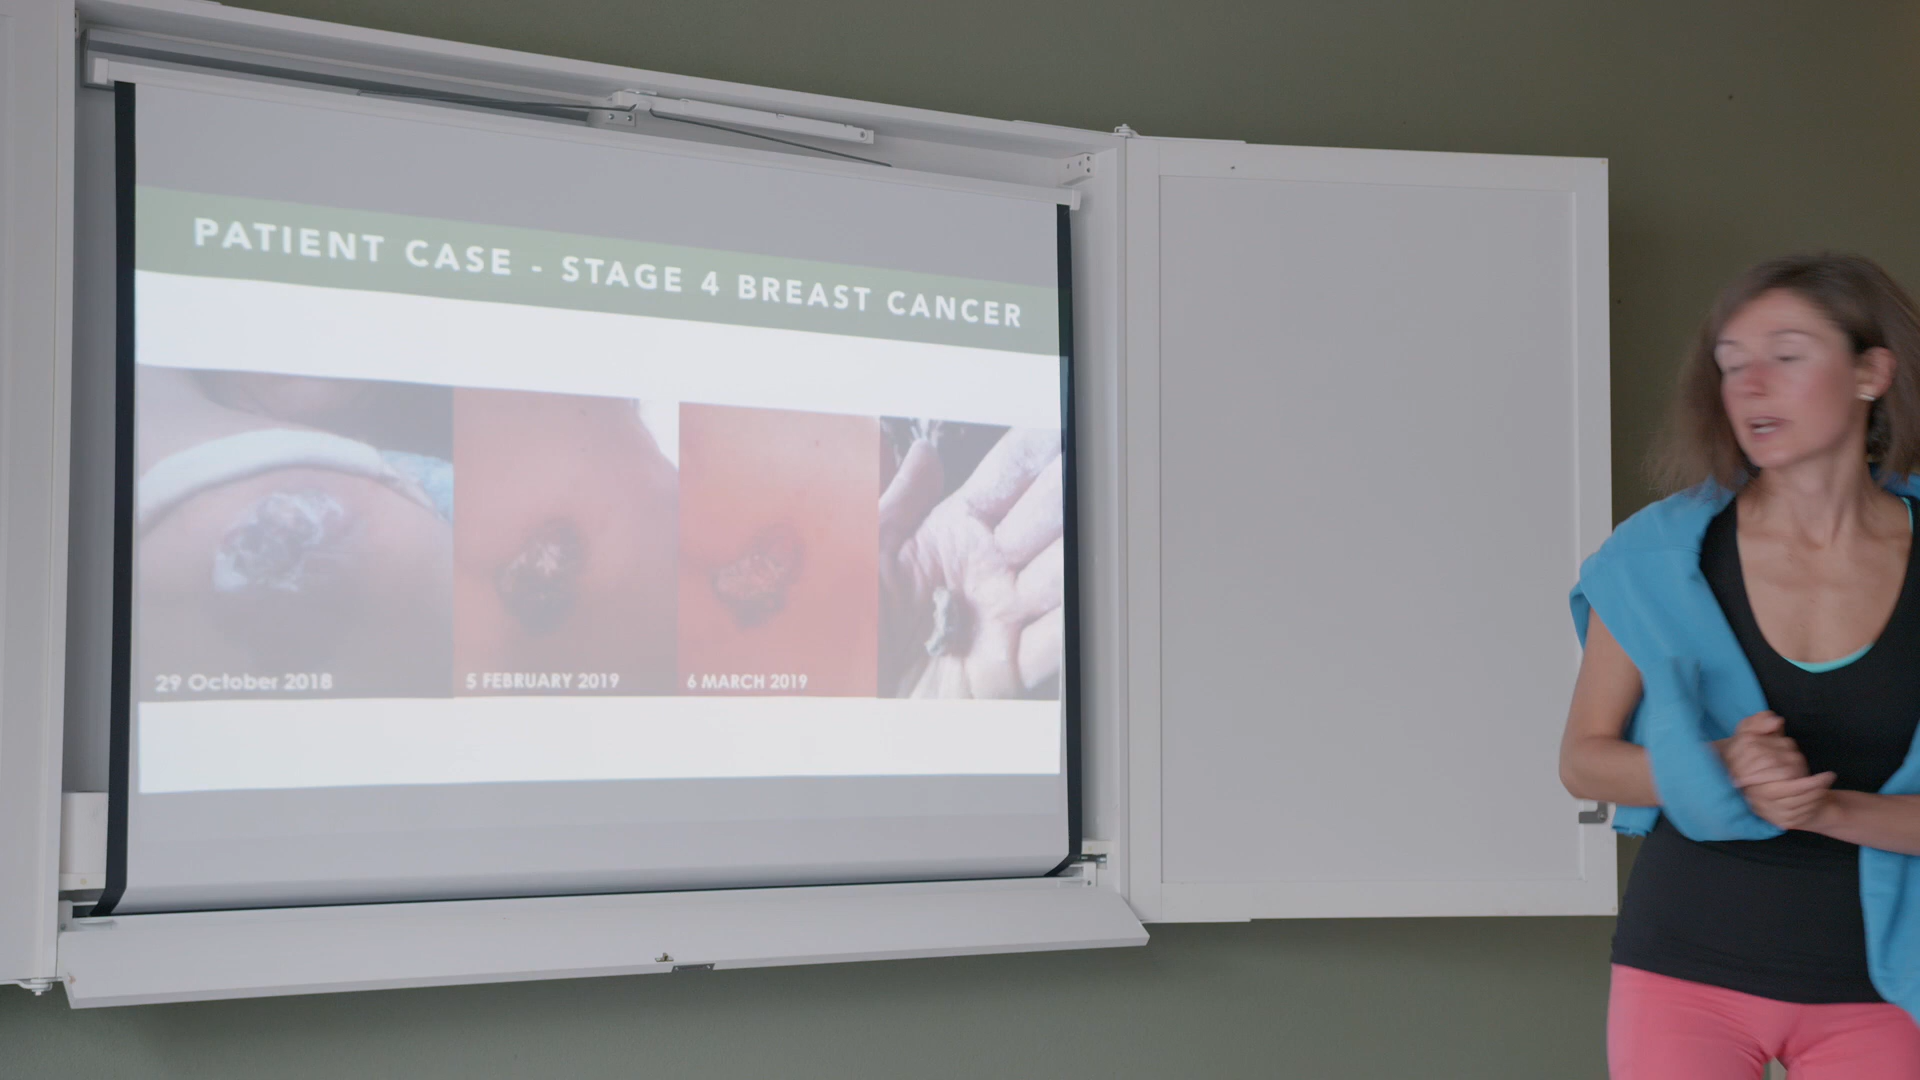 PATIENT CASE - STAGE 4 BREAST CANCER
29 October 2018
5 FEBRUARY 2019
6 MARCH 2019